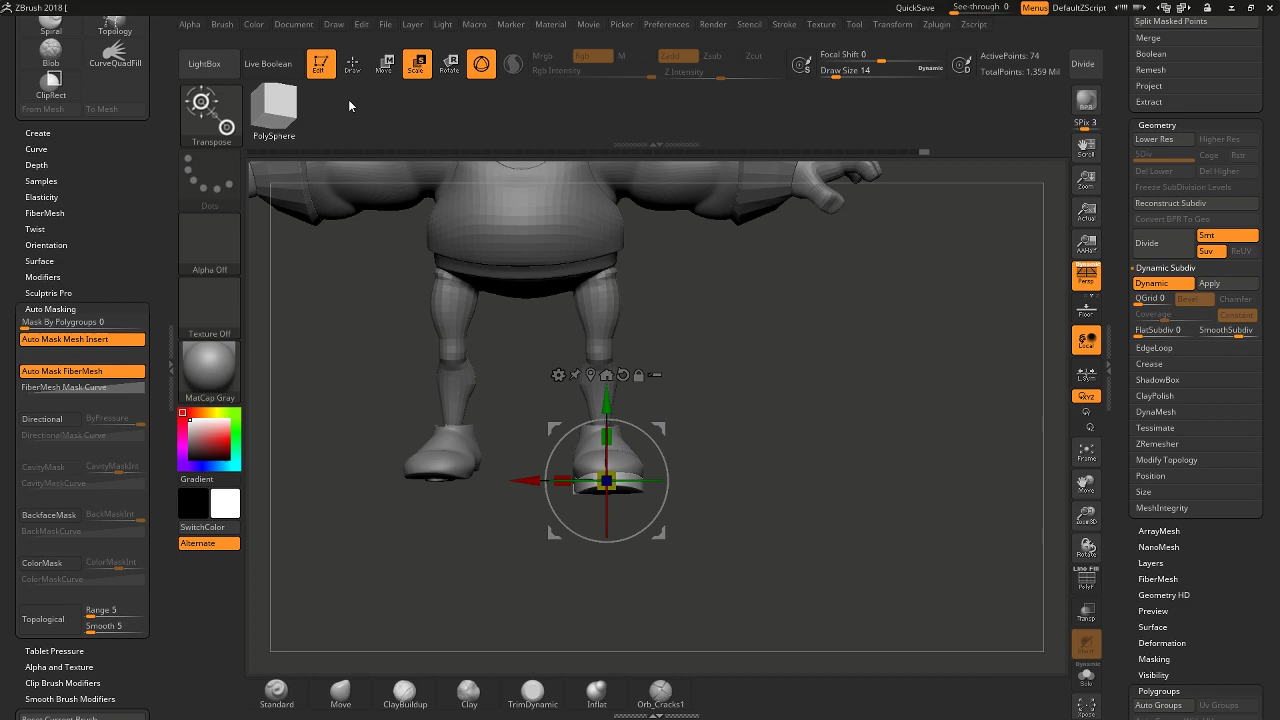 ZBrush 2018 [
QuickSave
See-through 0
Menus
DefaultZScript
Alpha Brush Color Document Draw Edit File Layer Light Macro Marker Material Movie Picker Preferences Render Stencil Stroke Texture Tool Transform Zplugin Zscript
Spiral
Topology
Blob
CurveQuadFill
ClipRect
From Mesh
To Mesh
Create
Curve
Depth
Samples
Elasticity
FiberMesh
Twist
Orientation
Surface
Modifiers
Sculptris Pro
Auto Masking
Mask By Polygroups 0
Auto Mask Mesh Insert
Auto Mask FiberMesh
FiberMesh Mask Curve
Directional
ByPressure
DirectionalMask Curve
CavityMask
CavityMaskInt
CavityMaskCurve
BackfaceMask
BackMaskInt
BackMaskCurve
ColorMask
ColorMaskInt
ColorMaskCurve
Topological
Range 5
Smooth 5
Tablet Pressure
Alpha and Texture
Clip Brush Modifiers
Smooth Brush Modifiers
Reset Current Brush
LightBox
Live Boolean
Edit
Draw
Move
Scale
Rotate
Mrgb
Rgb
M
Rgb Intensity
Zadd
Zsub
Zcut
Z Intensity
S
Focal Shift 0
Draw Size 14
Dynamic
D
ActivePoints: 74
TotalPoints: 1,359 Mil
Divide
Transpose
PolySphere
Dots
Alpha Off
Texture Off
MatCap Gray
Gradient
SwitchColor
Alternate
Standard
Move
ClayBuildup
Clay
TrimDynamic
Inflat
Orb_Cracks1
BPR
SPix 3
Scroll
Zoom
Actual
AAHalf
Dynamic
Persp
Floor
Local
L.Sym
xyz
Frame
Move
Zoom3D
Rotate
Line Fill
PolyF
Transp
Dynamic
Solo
Xpose
Split Masked Points
Merge
Boolean
Remesh
Project
Extract
Geometry
Lower Res
Higher Res
SDiv
Cage
Rstr
Del Lower
Del Higher
Freeze SubDivision Levels
Reconstruct Subdiv
Convert BPR To Geo
Divide
Smt
Suv
ReUV
Dynamic Subdiv
Dynamic
Apply
QGrid 0
Bevel
Chamfer
Coverage
Constant
FlatSubdiv 0
SmoothSubdiv
EdgeLoop
Crease
ShadowBox
ClayPolish
DynaMesh
Tessimate
ZRemesher
Modify Topology
Position
Size
MeshIntegrity
ArrayMesh
NanoMesh
Layers
FiberMesh
Geometry HD
Preview
Surface
Deformation
Masking
Visibility
Polygroups
Auto Groups
Uv Groups